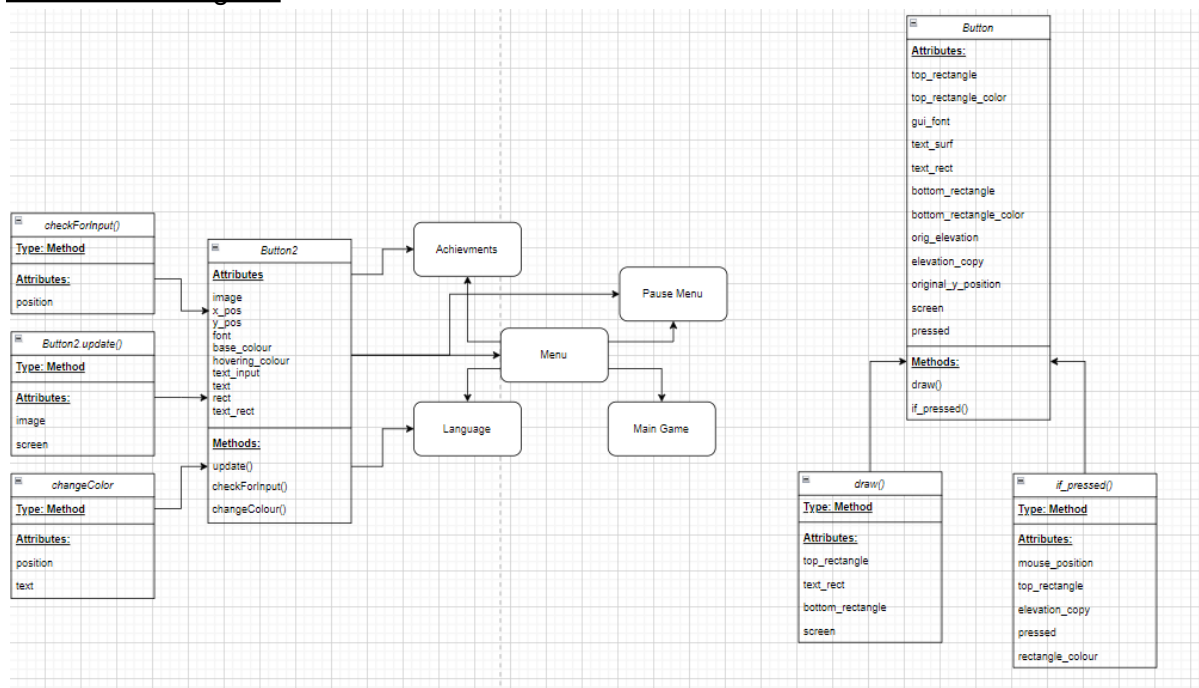 checkForInput()
Type: Method
Attributes:
position
Button2.update()
Type: Method
Attributes:
image
screen
changeColor
Type: Method
Attributes:
position
text
Button2
Attributes
image
x_pos
y_pos
font
base_colour
hovering_colour
text_input
text
rect
text_rect
Methods:
update()
checkForInput()
changeColour()
Achievments
Pause Menu
Menu
Language
Main Game
Button
Attributes:
top_rectangle
top_rectangle_color
gui_font
text_surf
text_rect
bottom_rectangle
bottom_rectangle_color
orig_elevation
elevation_copy
original_y_position
screen
pressed
Methods:
draw()
if_pressed()
draw()
Type: Method
Attributes:
top_rectangle
text_rect
bottom_rectangle
screen
if_pressed()
Type: Method
Attributes:
mouse_position
top_rectangle
elevation_copy
pressed
rectangle_colour